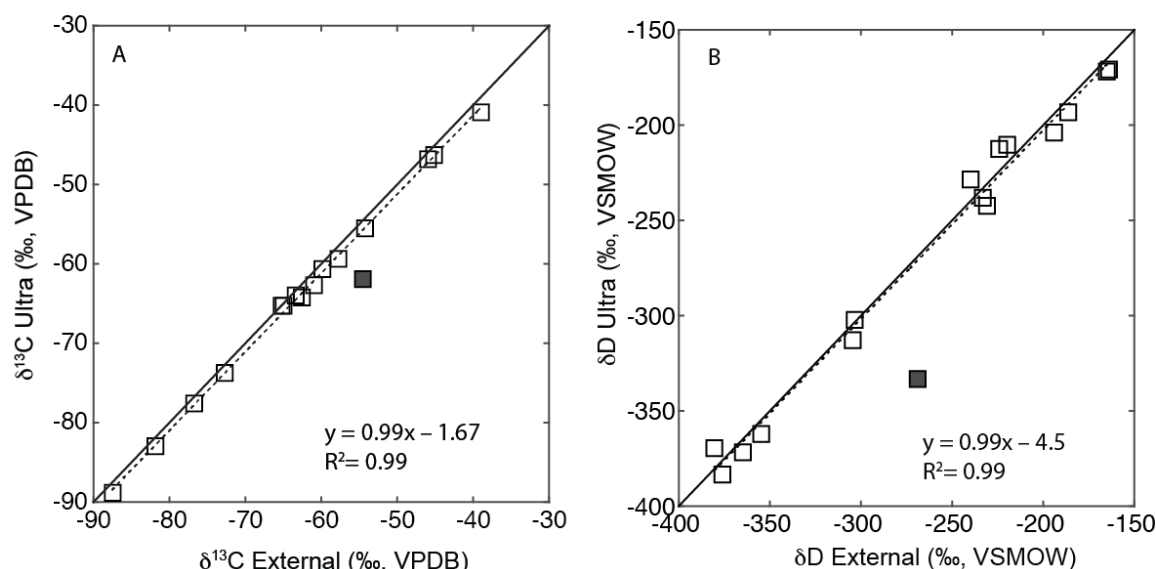 A
-30
-40
-50
-60
-70
-80
-90
δ¹³C Ultra (‰, VPDB)
y = 0.99x – 1.67
R²= 0.99
-90 -80 -70 -60 -50 -40 -30
δ¹³C External (‰, VPDB)
B
-150
-200
-250
-300
-350
-400
δD Ultra (‰, VSMOW)
y = 0.99x – 4.5
R²= 0.99
-400 -350 -300 -250 -200 -150
δD External (‰, VSMOW)